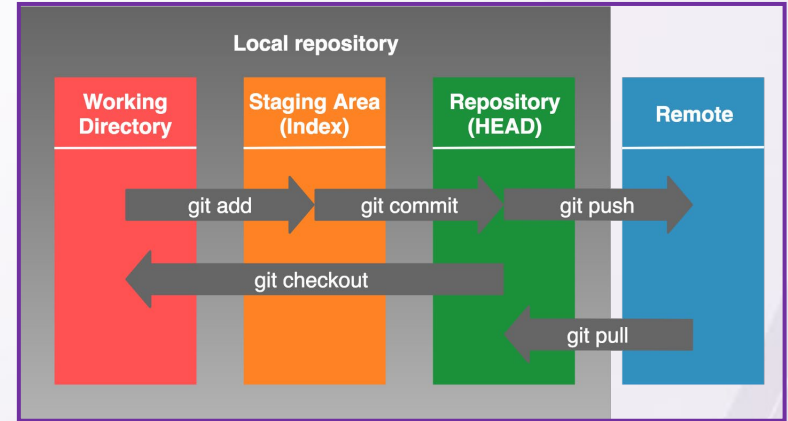 Local repository
Working
Directory
Staging Area
(Index)
Repository
(HEAD)
Remote
git add
git commit
git push
git checkout
git pull